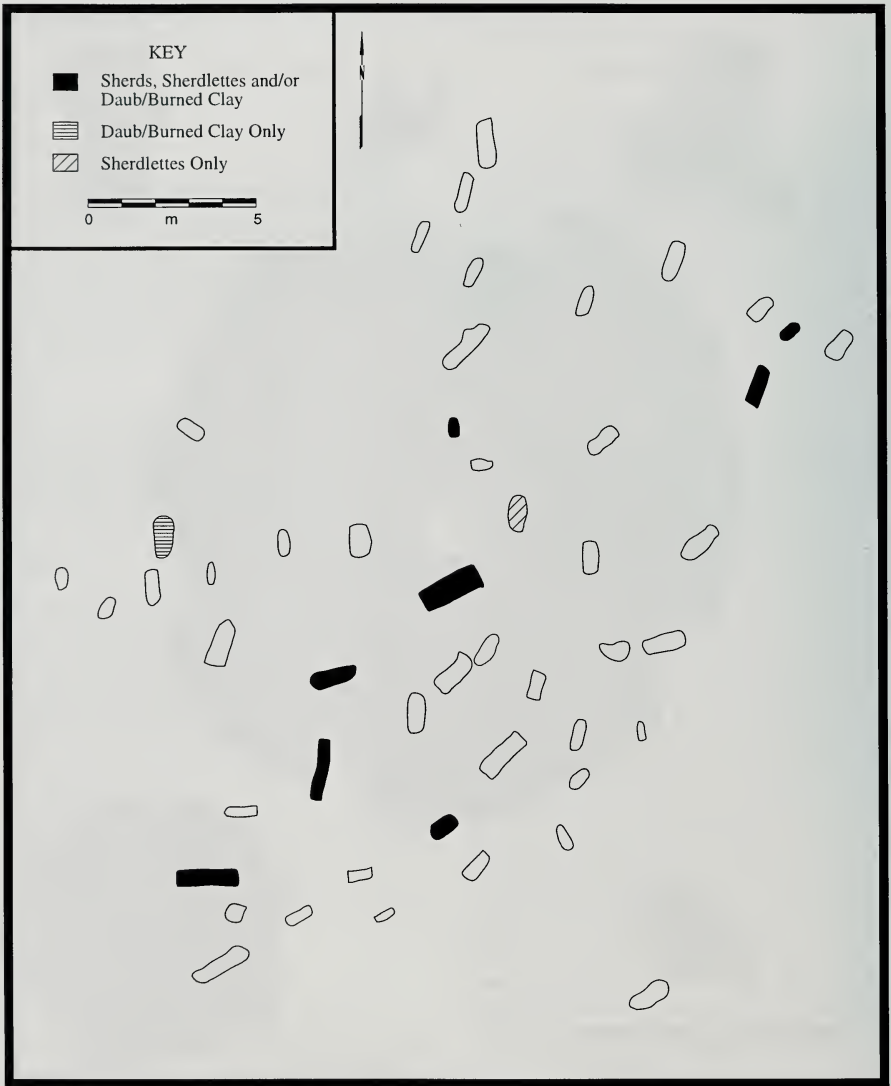 KEY
Sherds, Sherdlettes and/or
Daub/Burned Clay
Daub/Burned Clay Only
Sherdlettes Only
0 m 5
N